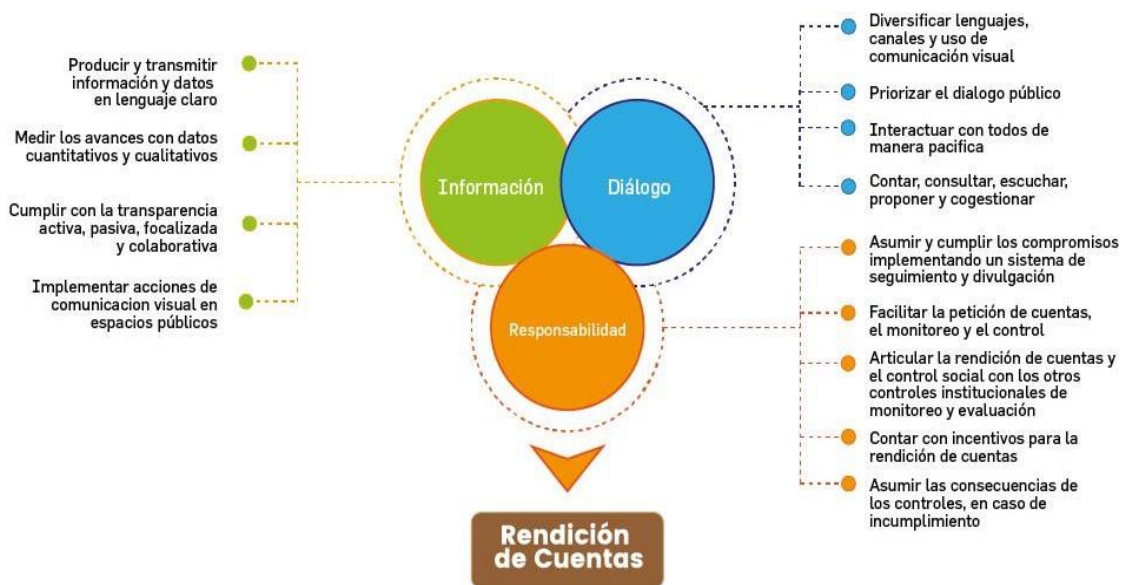 Producir y transmitir
información y datos
en lenguaje claro
Medir los avances con datos
cuantitativos y cualitativos
Cumplir con la transparencia
activa, pasiva, focalizada
y colaborativa
Implementar acciones de
comunicacion visual en
espacios públicos
Información
Diálogo
Responsabilidad
Diversificar lenguajes,
canales y uso de
comunicación visual
Priorizar el dialogo público
Interactuar con todos de
manera pacifica
Contar, consultar, escuchar,
proponer y cogestionar
Asumir y cumplir los compromisos
implementando un sistema de
seguimiento y divulgación
Facilitar la petición de cuentas,
el monitoreo y el control
Articular la rendición de cuentas y
el control social con los otros
controles institucionales de
monitoreo y evaluación
Contar con incentivos para la
rendición de cuentas
Asumir las consecuencias de
los controles, en caso de
incumplimiento
Rendición
de Cuentas